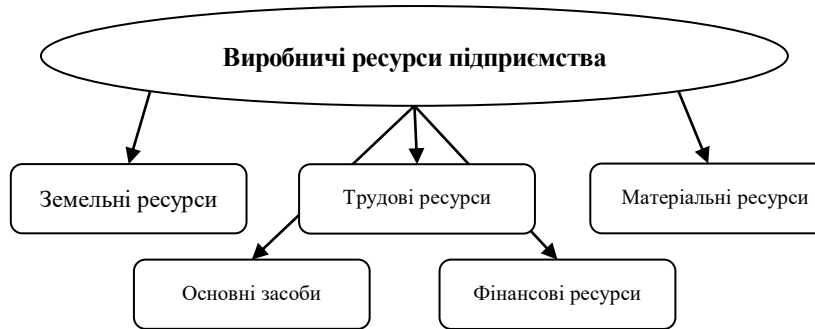 Виробничі ресурси підприємства
Земельні ресурси
Трудові ресурси
Матеріальні ресурси
Основні засоби
Фінансові ресурси